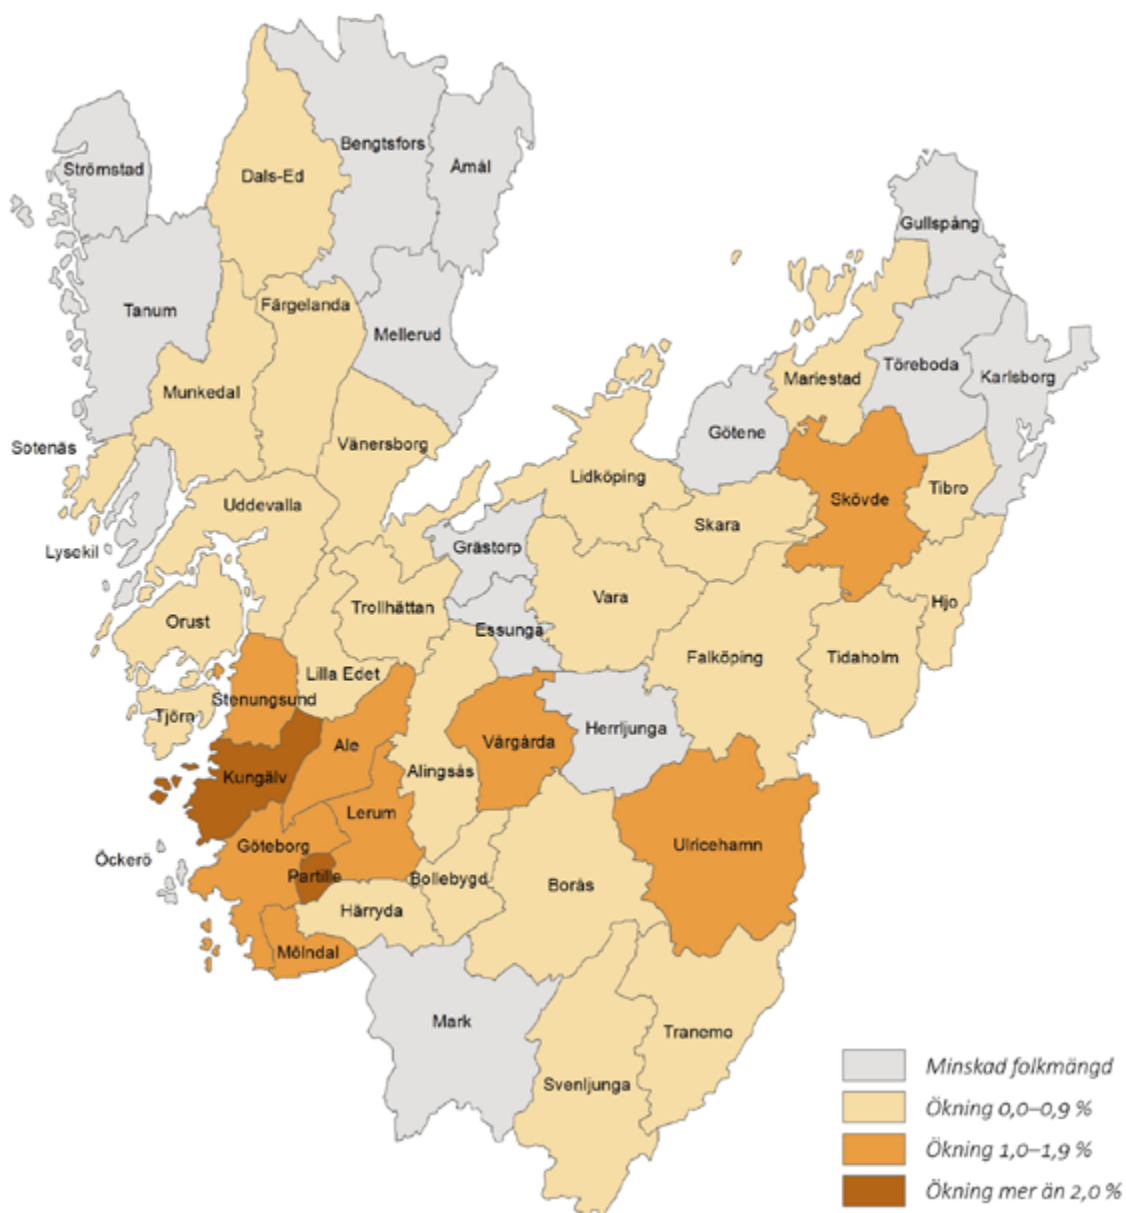 Bengtsfors
Åmål
Strömstad
Dals-Ed
Gullspång
Tanum
Färgelanda
Mellerud
Töreboda
Karlsborg
Mariestad
Munkedal
Götene
Sotenäs
Vänersborg
Lidköping
Tibro
Skövde
Uddevalla
Skara
Lysekil
Grästorp
Vara
Hjo
Trollhättan
Orust
Essunga
Falköping
Tidaholm
Lilla Edet
Stenungsund
Tjörn
Herrljunga
Vårgårda
Ale
Alingsås
Kungälv
Lerum
Göteborg
Ulricehamn
Öckerö
Partille
Bollebygd
Borås
Härryda
Mölndal
Mark
Tranemo
Svenljunga
Minskad folkmängd
Ökning 0,0–0,9 %
Ökning 1,0–1,9 %
Ökning mer än 2,0 %